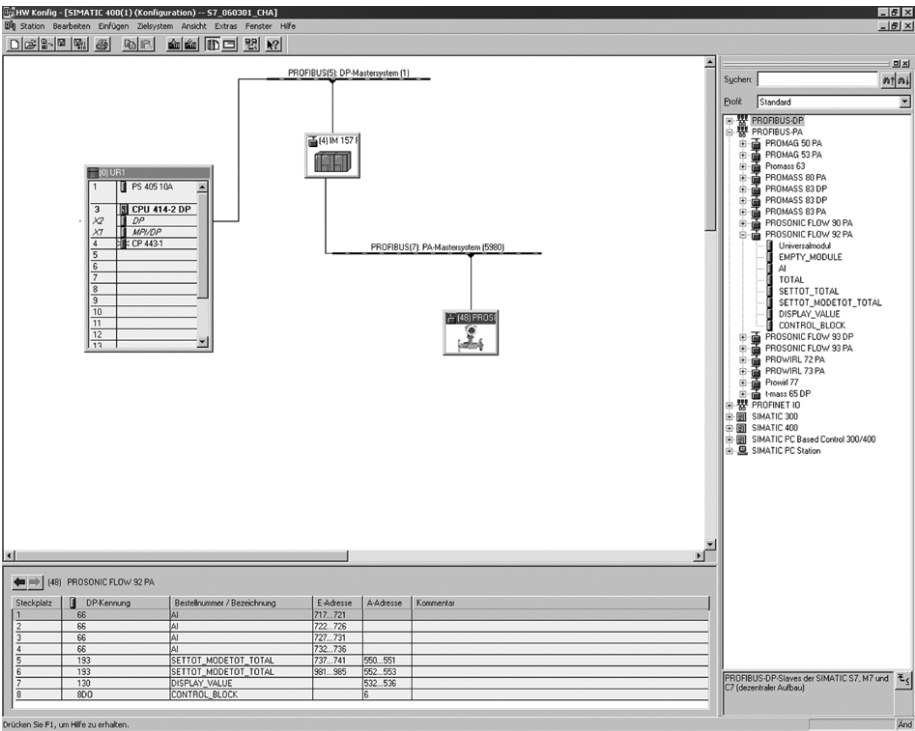 HW Konfig - [SIMATIC 400(1) (Konfiguration) -- S7_060301_CHA]
Station Bearbeiten Einfügen Zielsystem Ansicht Extras Fenster Hilfe
PROFIBUS(5): DP-Mastersystem (1)
(4) IM 157 F
(0) UR1
1 PS 405 10A
3 CPU 414-2 DP
X2 DP
X1 MPI/DP
4 CP 443-1
5
6
7
8
9
10
11
12
13
PROFIBUS(7): PA-Mastersystem (5980)
(48) PROS
Suchen:
Profil: Standard
PROFIBUS-DP
PROFIBUS-PA
PROMAG 50 PA
PROMAG 53 PA
Promass 63
PROMASS 80 PA
PROMASS 83 DP
PROMASS 83 DP
PROMASS 83 PA
PROSONIC FLOW 90 PA
PROSONIC FLOW 92 PA
Universalmodul
EMPTY_MODULE
AI
TOTAL
SETTOT_TOTAL
SETTOT_MODETOT_TOTAL
DISPLAY_VALUE
CONTROL_BLOCK
PROSONIC FLOW 93 DP
PROSONIC FLOW 93 PA
PROWIRL 72 PA
PROWIRL 73 PA
Prowirl 77
t-mass 65 DP
PROFINET IO
SIMATIC 300
SIMATIC 400
SIMATIC PC Based Control 300/400
SIMATIC PC Station
PROFIBUS-DP-Slaves der SIMATIC S7, M7 und
C7 (dezentraler Aufbau)
(48) PROSONIC FLOW 92 PA
Steckplatz DP-Kennung Bestellnummer / Bezeichnung E-Adresse A-Adresse Kommentar
1 66 AI 717...721
2 66 AI 722...726
3 66 AI 727...731
4 66 AI 732...736
5 193 SETTOT_MODETOT_TOTAL 737...741 550...551
6 193 SETTOT_MODETOT_TOTAL 981...985 552...553
7 130 DISPLAY_VALUE 532...536
8 8DO CONTROL_BLOCK 6
Drücken Sie F1, um Hilfe zu erhalten.
Änd